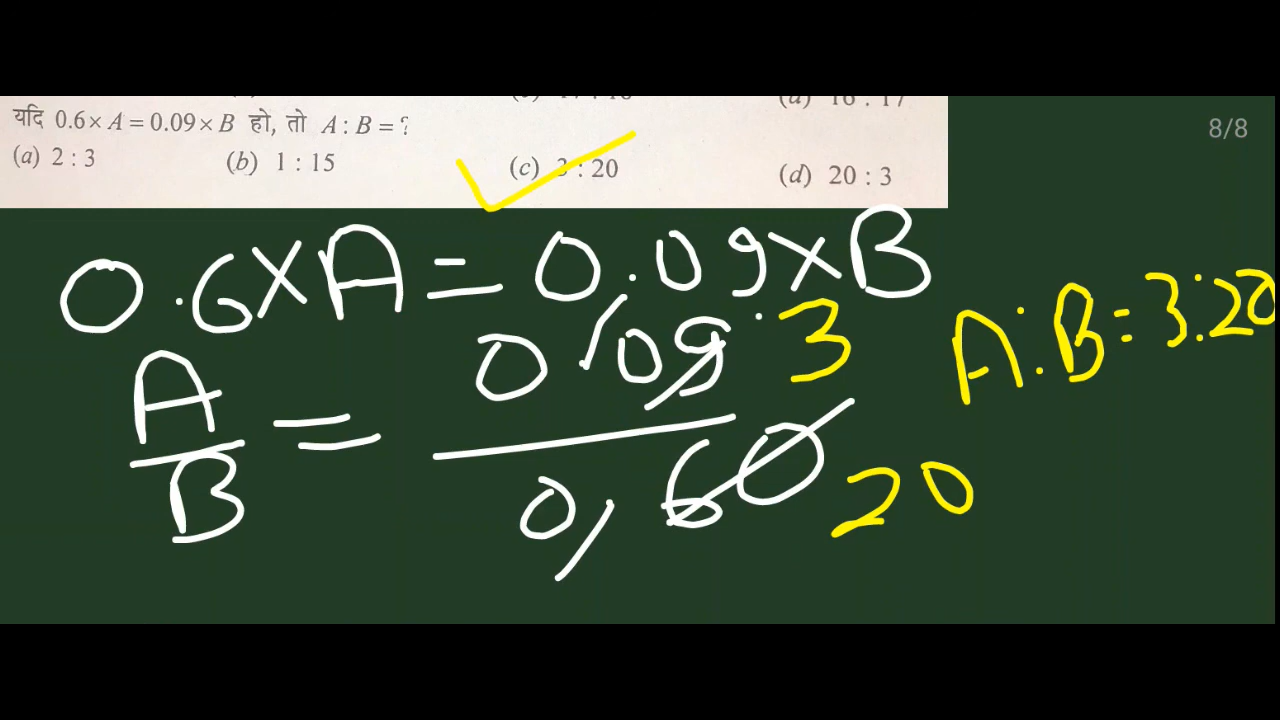 यदि 0.6 × A = 0.09 × B हो, तो A : B = ?
(a) 2 : 3 (b) 1 : 15 (c) 3 : 20 (d) 20 : 3
8/8
0.6×A=0.09×B
A/B = 0.09/0.60
3
20
A:B=3:20